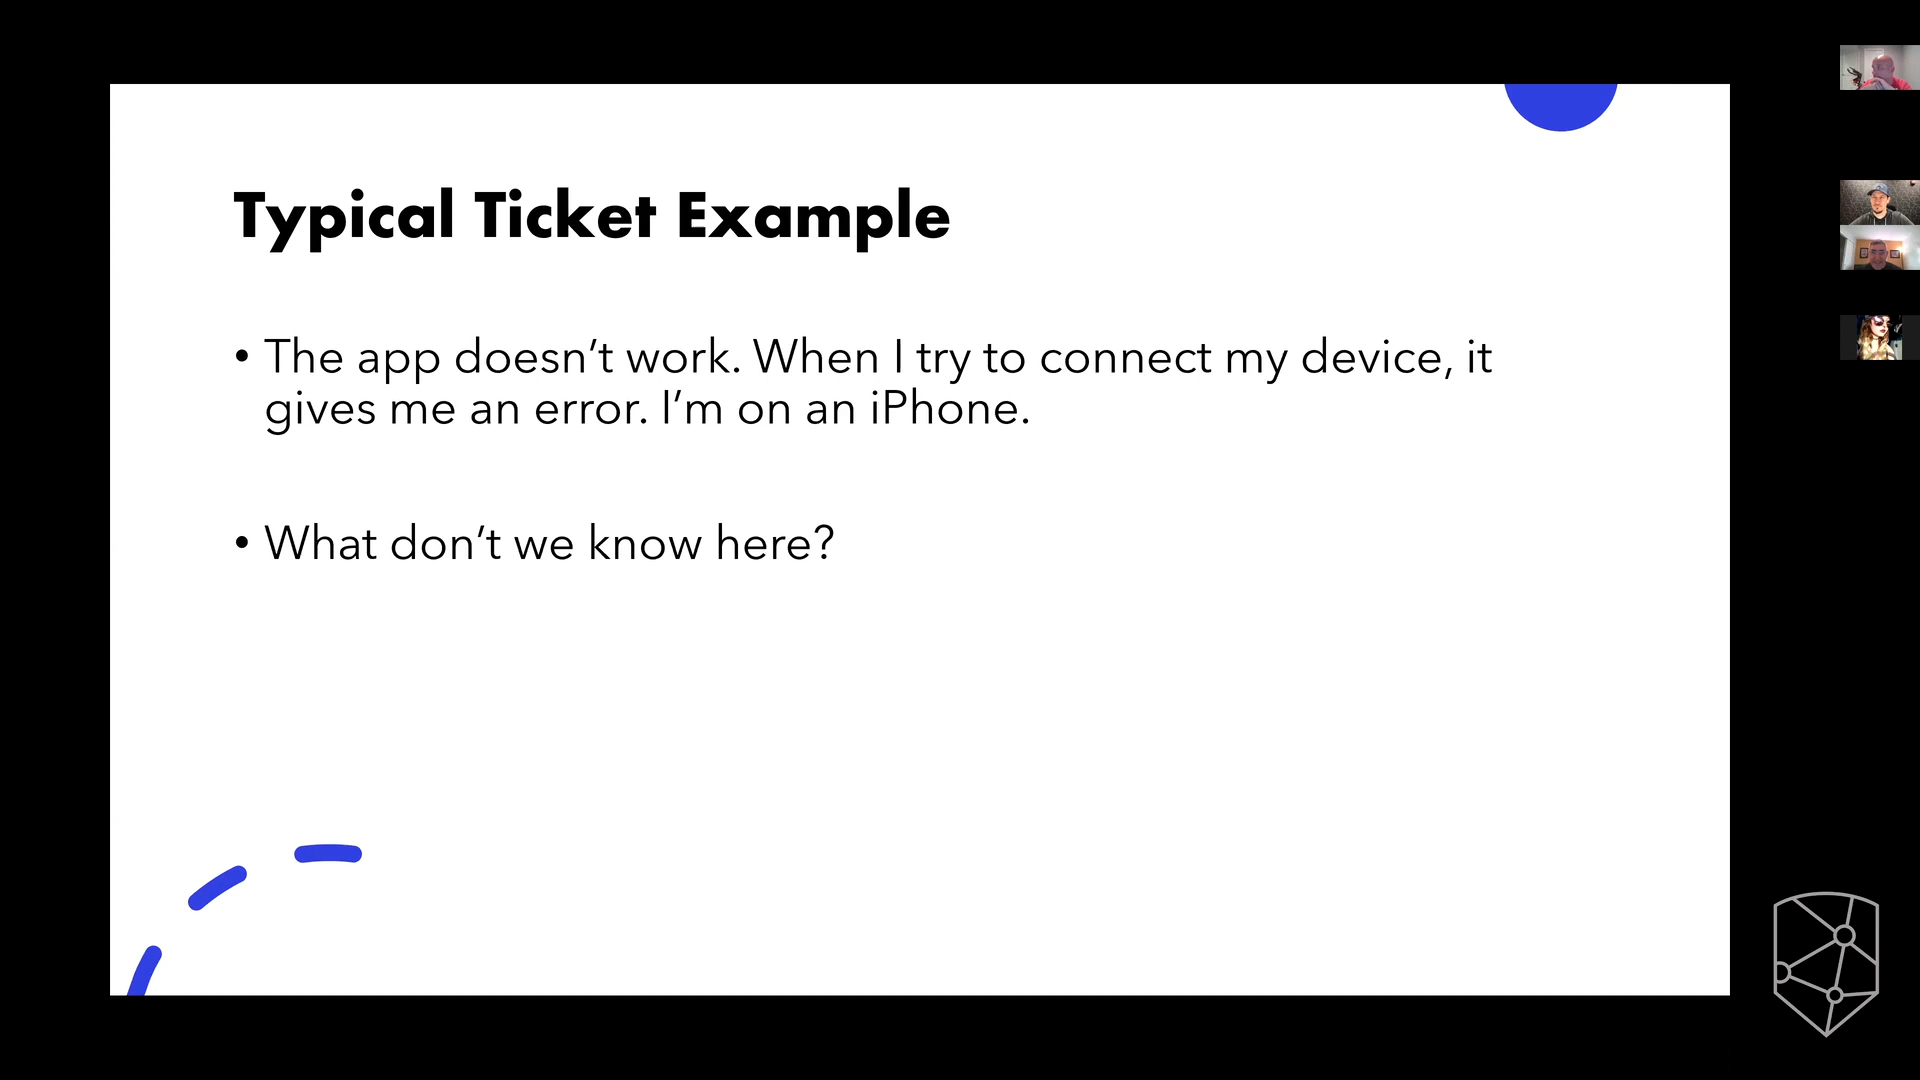 Typical Ticket Example
• The app doesn’t work. When I try to connect my device, it
gives me an error. I’m on an iPhone.
• What don’t we know here?